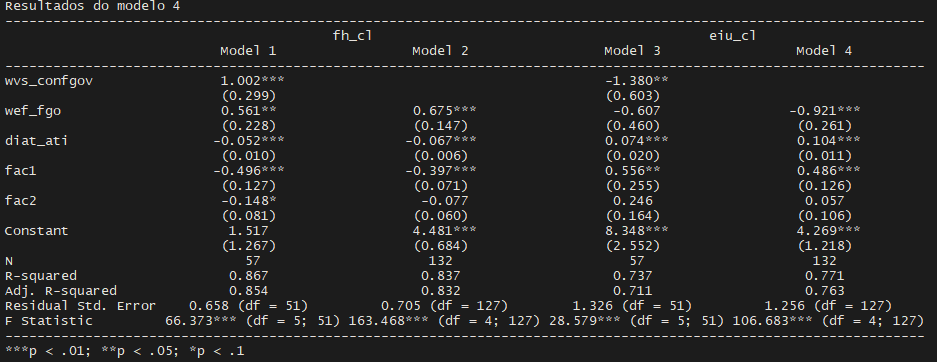 Resultados do modelo 4
------------------------------------------------------------------------------------------------
fh_cl eiu_cl
Model 1 Model 2 Model 3 Model 4
------------------------------------------------------------------------------------------------
wvs_confgov 1.002*** -1.380**
(0.299) (0.603)
wef_fgo 0.561** 0.675*** -0.607 -0.921***
(0.228) (0.147) (0.460) (0.261)
diat_ati -0.052*** -0.067*** 0.074*** 0.104***
(0.010) (0.006) (0.020) (0.011)
fac1 -0.496*** -0.397*** 0.556** 0.486***
(0.127) (0.071) (0.255) (0.126)
fac2 -0.148* -0.077 0.246 0.057
(0.081) (0.060) (0.164) (0.106)
Constant 1.517 4.481*** 8.348*** 4.269***
(1.267) (0.684) (2.552) (1.218)
N 57 132 57 132
R-squared 0.867 0.837 0.737 0.771
Adj. R-squared 0.854 0.832 0.711 0.763
Residual Std. Error 0.658 (df = 51) 0.705 (df = 127) 1.326 (df = 51) 1.256 (df = 127)
F Statistic 66.373*** (df = 5; 51) 163.468*** (df = 4; 127) 28.579*** (df = 5; 51) 106.683*** (df = 4; 127)
------------------------------------------------------------------------------------------------
***p < .01; **p < .05; *p < .1